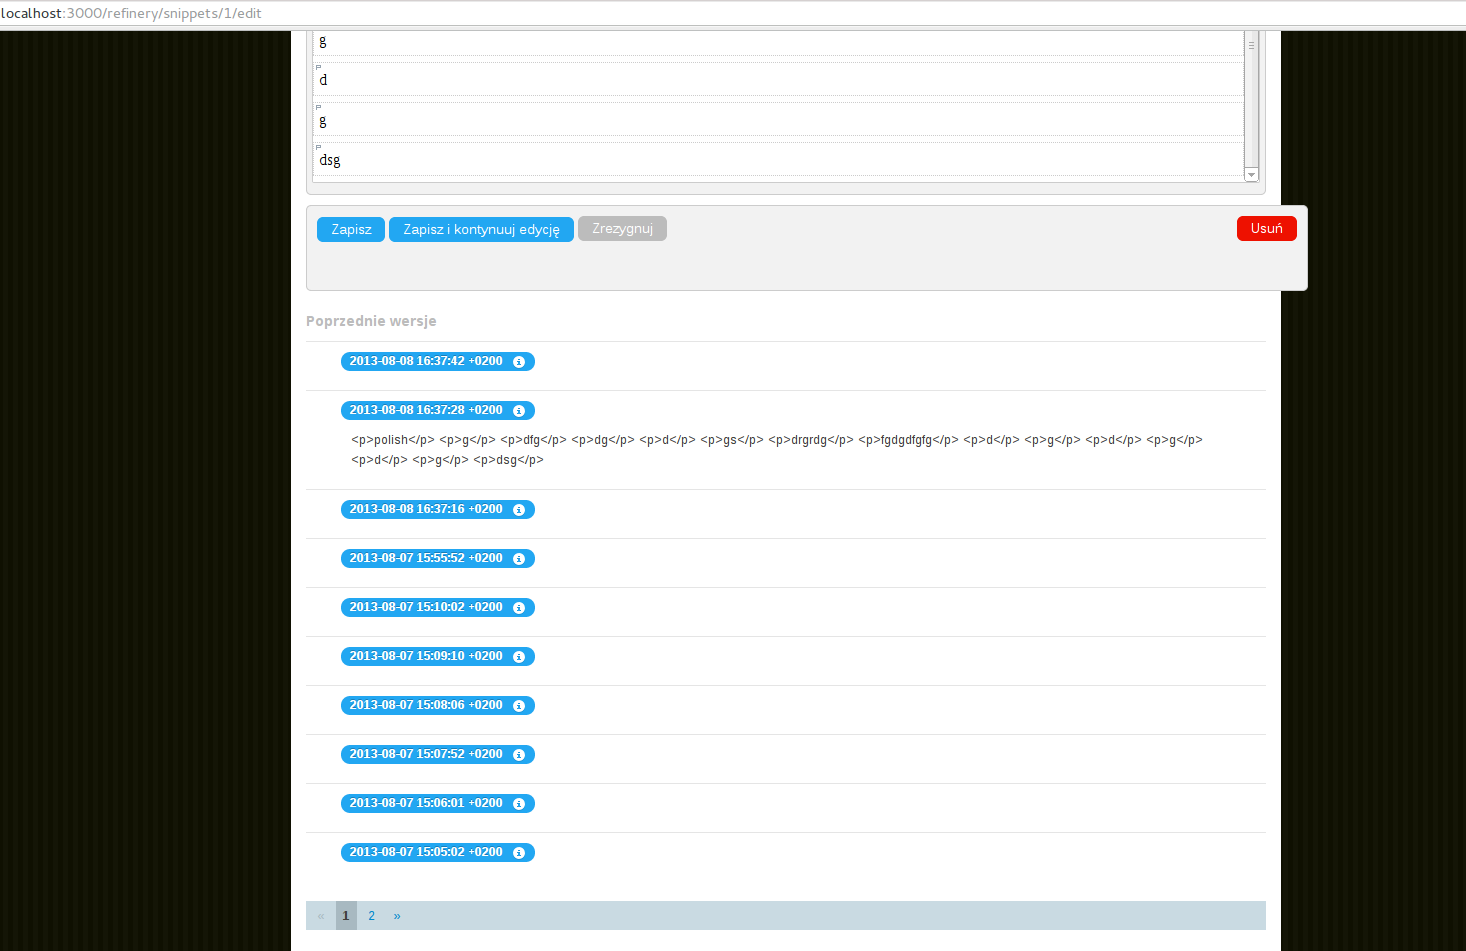 localhost:3000/refinery/snippets/1/edit
g
P
d
P
g
P
dsg
Zapisz Zapisz i kontynuuj edycję Zrezygnuj Usuń
Poprzednie wersje
2013-08-08 16:37:42 +0200 i
2013-08-08 16:37:28 +0200 i
<p>polish</p> <p>g</p> <p>dfg</p> <p>dg</p> <p>d</p> <p>gs</p> <p>drgrdg</p> <p>fgdgdfgfg</p> <p>d</p> <p>g</p> <p>d</p> <p>g</p>
<p>d</p> <p>g</p> <p>dsg</p>
2013-08-08 16:37:16 +0200 i
2013-08-07 15:55:52 +0200 i
2013-08-07 15:10:02 +0200 i
2013-08-07 15:09:10 +0200 i
2013-08-07 15:08:06 +0200 i
2013-08-07 15:07:52 +0200 i
2013-08-07 15:06:01 +0200 i
2013-08-07 15:05:02 +0200 i
« 1 2 »